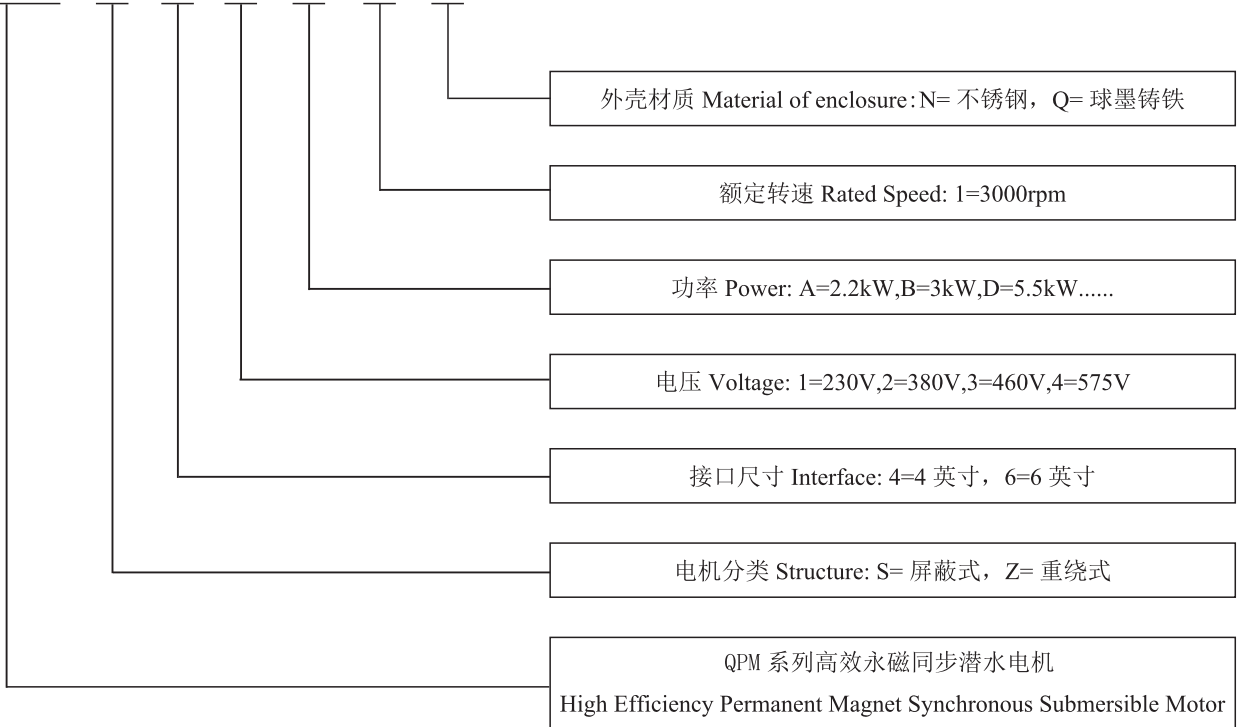 外壳材质 Material of enclosure:N= 不锈钢，Q= 球墨铸铁
额定转速 Rated Speed: 1=3000rpm
功率 Power: A=2.2kW,B=3kW,D=5.5kW......
电压 Voltage: 1=230V,2=380V,3=460V,4=575V
接口尺寸 Interface: 4=4 英寸，6=6 英寸
电机分类 Structure: S= 屏蔽式，Z= 重绕式
QPM 系列高效永磁同步潜水电机
High Efficiency Permanent Magnet Synchronous Submersible Motor